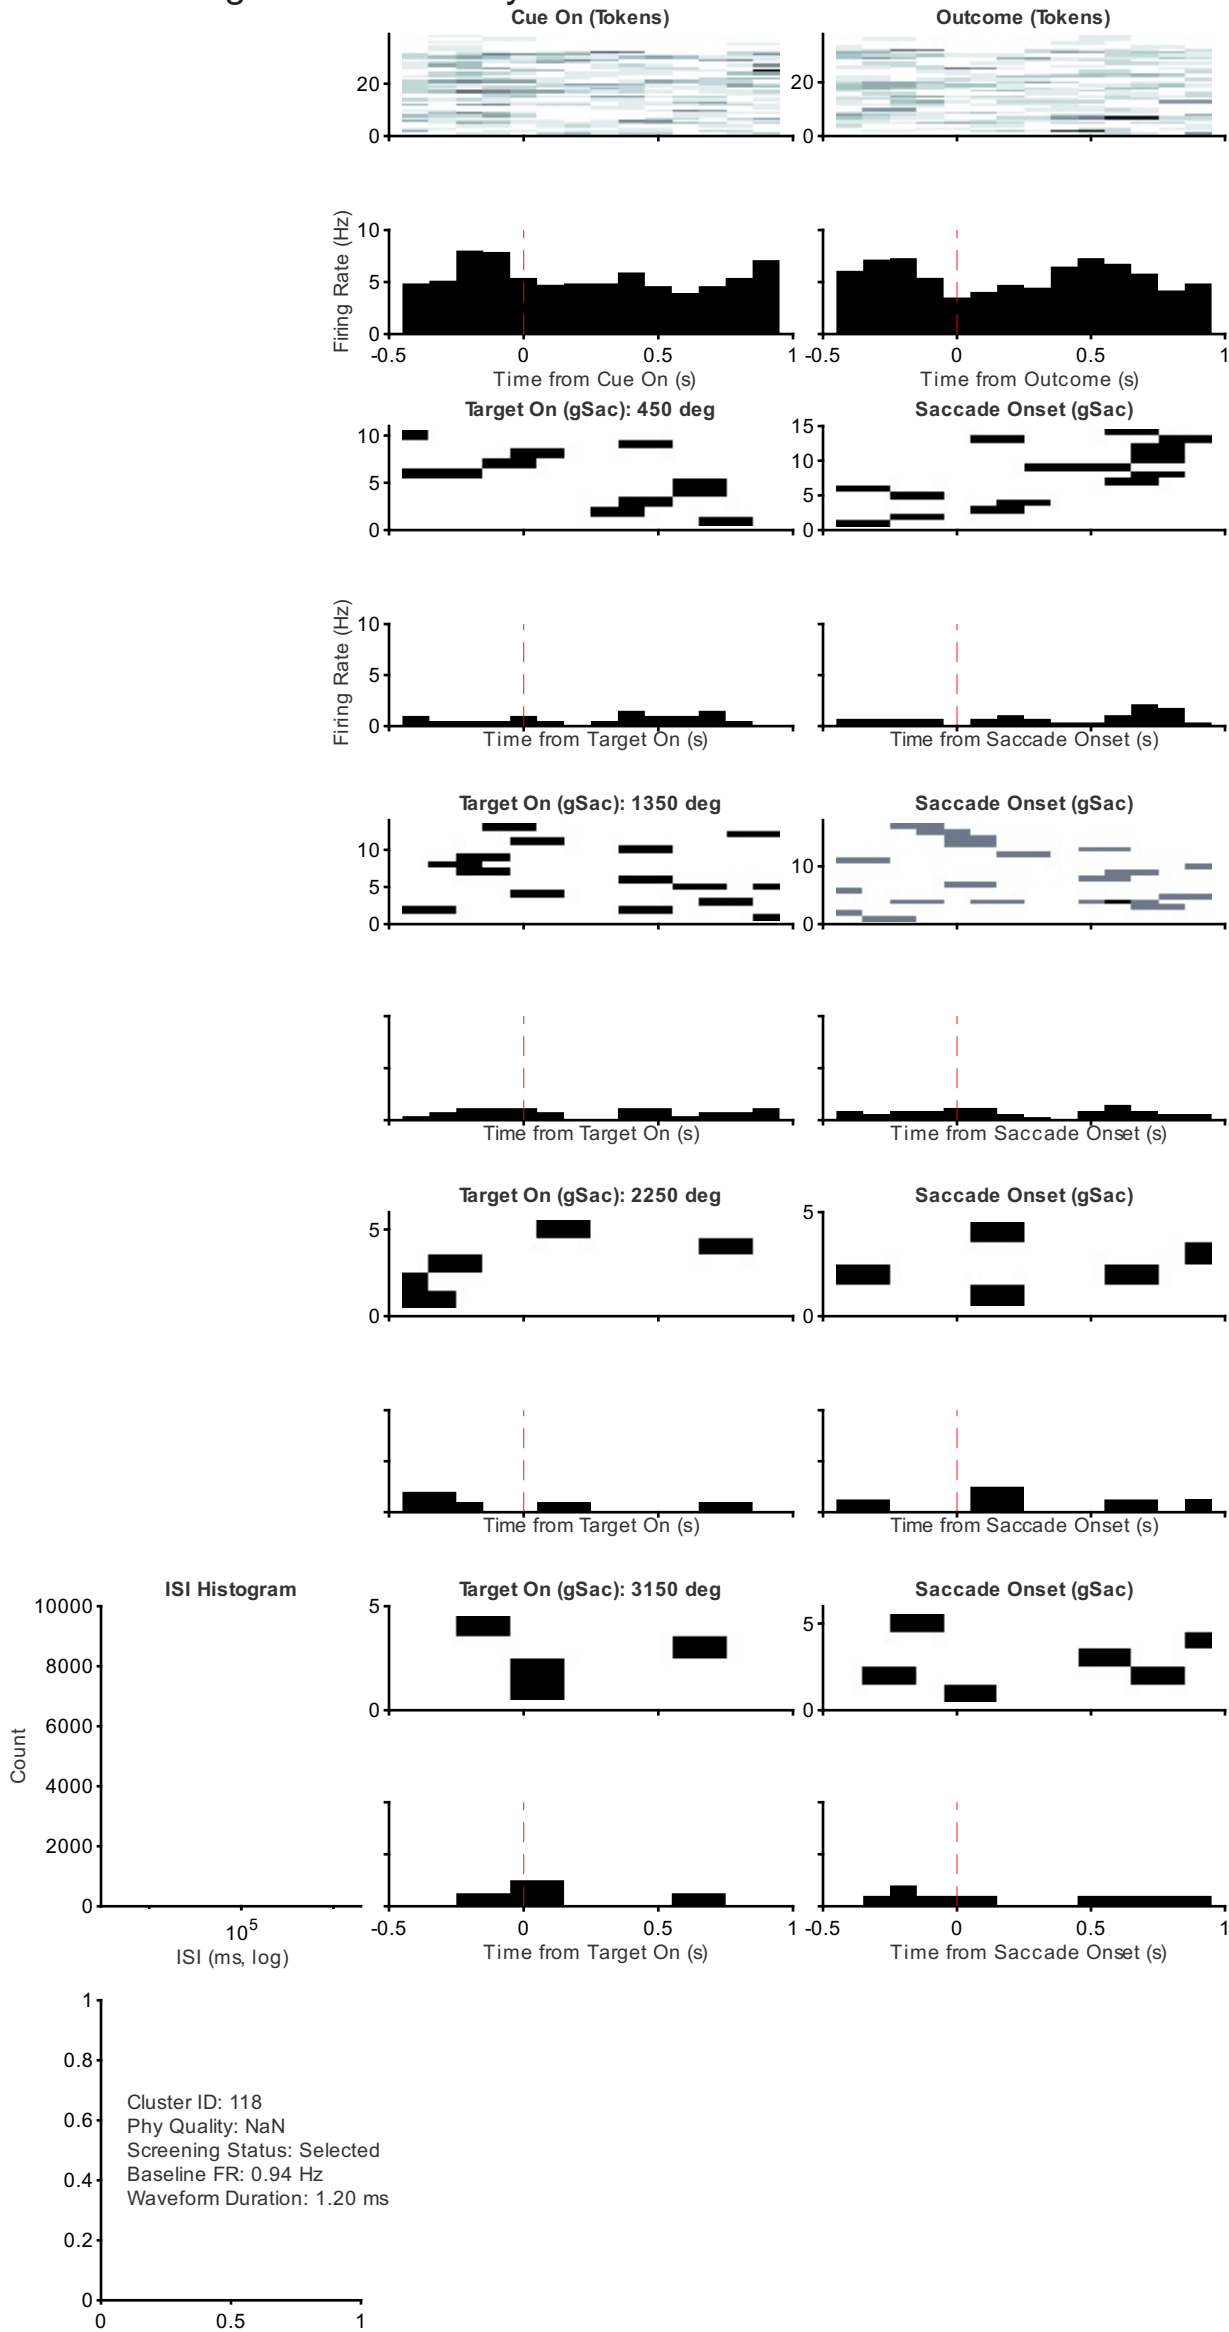 Cue On (Tokens)
Outcome (Tokens)
20
0
20
0
Firing Rate (Hz)
10
5
0
-0.5
0
0.5
1
-0.5
0
0.5
1
Time from Cue On (s)
Time from Outcome (s)
Target On (gSac): 450 deg
Saccade Onset (gSac)
10
5
0
15
10
5
0
Firing Rate (Hz)
10
5
0
Time from Target On (s)
Time from Saccade Onset (s)
Target On (gSac): 1350 deg
Saccade Onset (gSac)
10
5
0
10
0
Time from Target On (s)
Time from Saccade Onset (s)
Target On (gSac): 2250 deg
Saccade Onset (gSac)
5
0
5
0
Time from Target On (s)
Time from Saccade Onset (s)
ISI Histogram
Target On (gSac): 3150 deg
Saccade Onset (gSac)
10000
8000
6000
4000
2000
0
Count
10^5
ISI (ms, log)
5
0
5
0
-0.5
0
0.5
1
-0.5
0
0.5
1
Time from Target On (s)
Time from Saccade Onset (s)
1
0.8
0.6
0.4
0.2
0
Cluster ID: 118
Phy Quality: NaN
Screening Status: Selected
Baseline FR: 0.94 Hz
Waveform Duration: 1.20 ms
0
0.5
1